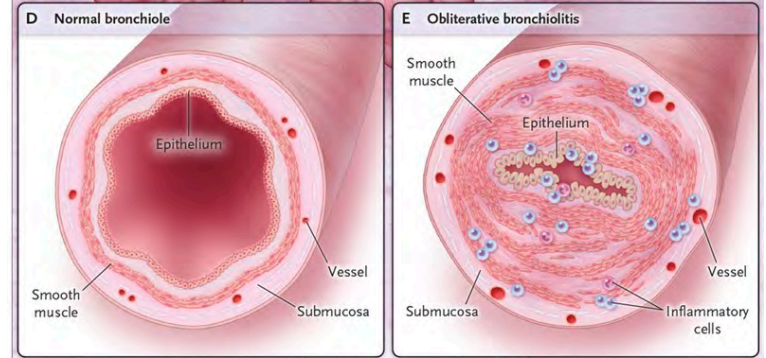 D Normal bronchiole
Epithelium
Vessel
Smooth
muscle
Submucosa
E Obliterative bronchiolitis
Smooth
muscle
Epithelium
Vessel
Submucosa
Inflammatory
cells